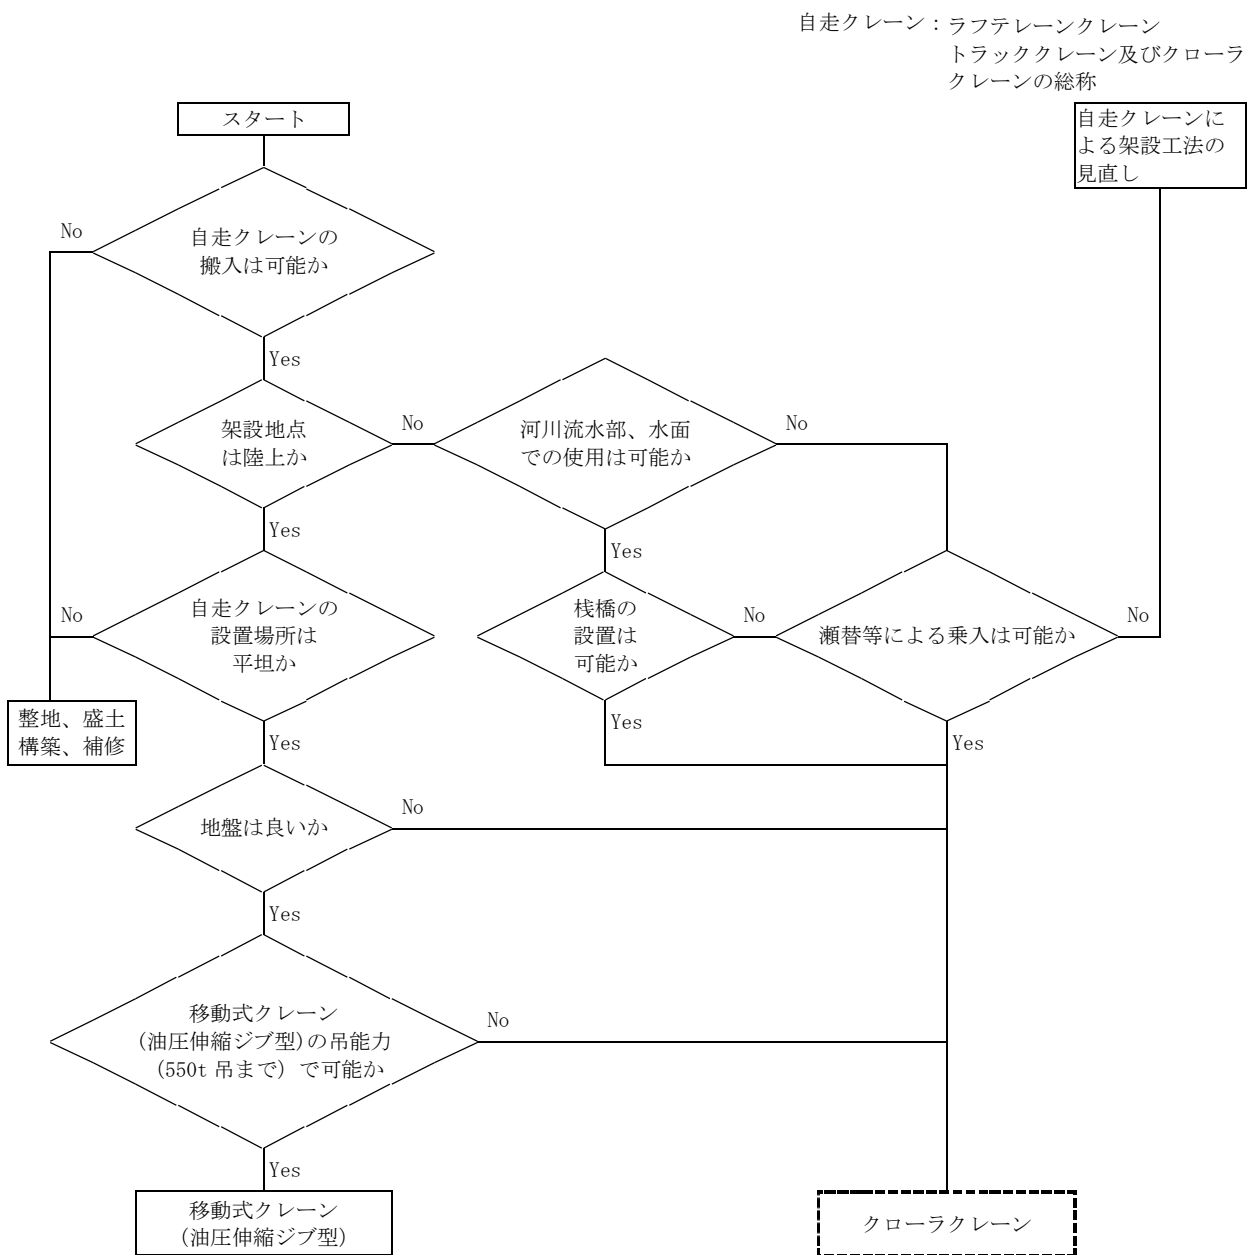 自走クレーン：ラフテレーンクレーン
トラッククレーン及びクローラ
クレーンの総称
スタート
自走クレーンに
よる架設工法の
見直し
No
自走クレーンの
搬入は可能か
Yes
架設地点
は陸上か
No
河川流水部、水面
での使用は可能か
No
Yes
Yes
No
自走クレーンの
設置場所は
平坦か
桟橋の
設置は
可能か
No
瀬替等による乗入は可能か
No
整地、盛土
構築、補修
Yes
Yes
Yes
地盤は良いか
No
Yes
移動式クレーン
(油圧伸縮ジブ型)の吊能力
(550t 吊まで) で可能か
No
Yes
移動式クレーン
(油圧伸縮ジブ型)
クローラクレーン